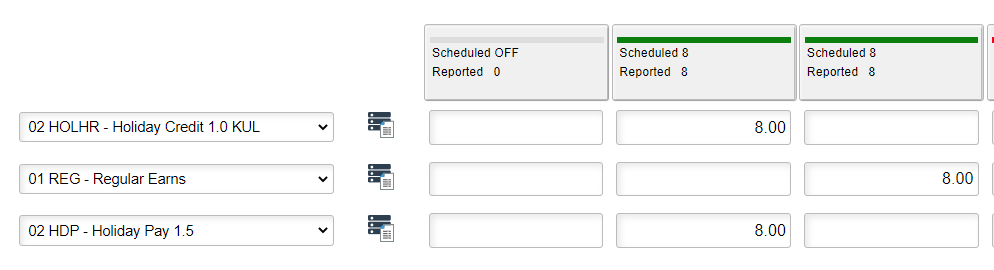 Scheduled OFF
Reported 0
Scheduled 8
Reported 8
Scheduled 8
Reported 8
02 HOLHR - Holiday Credit 1.0 KUL
8.00
01 REG - Regular Earns
8.00
02 HDP - Holiday Pay 1.5
8.00